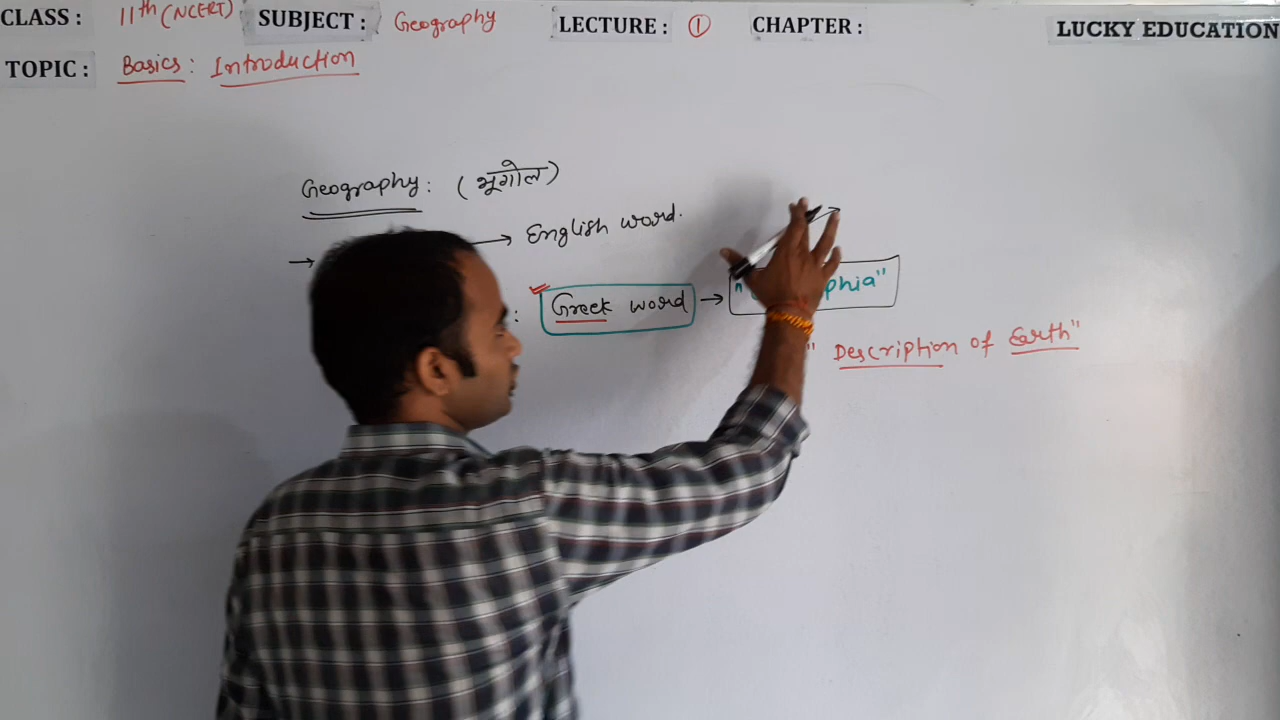 CLASS : 11th (NCERT) SUBJECT : Geography LECTURE : ① CHAPTER : LUCKY EDUCATION
TOPIC : Basics : Introduction
Geography : (भूगोल)
→ → English word.
: Greek word → " phia"
" Description of Earth"